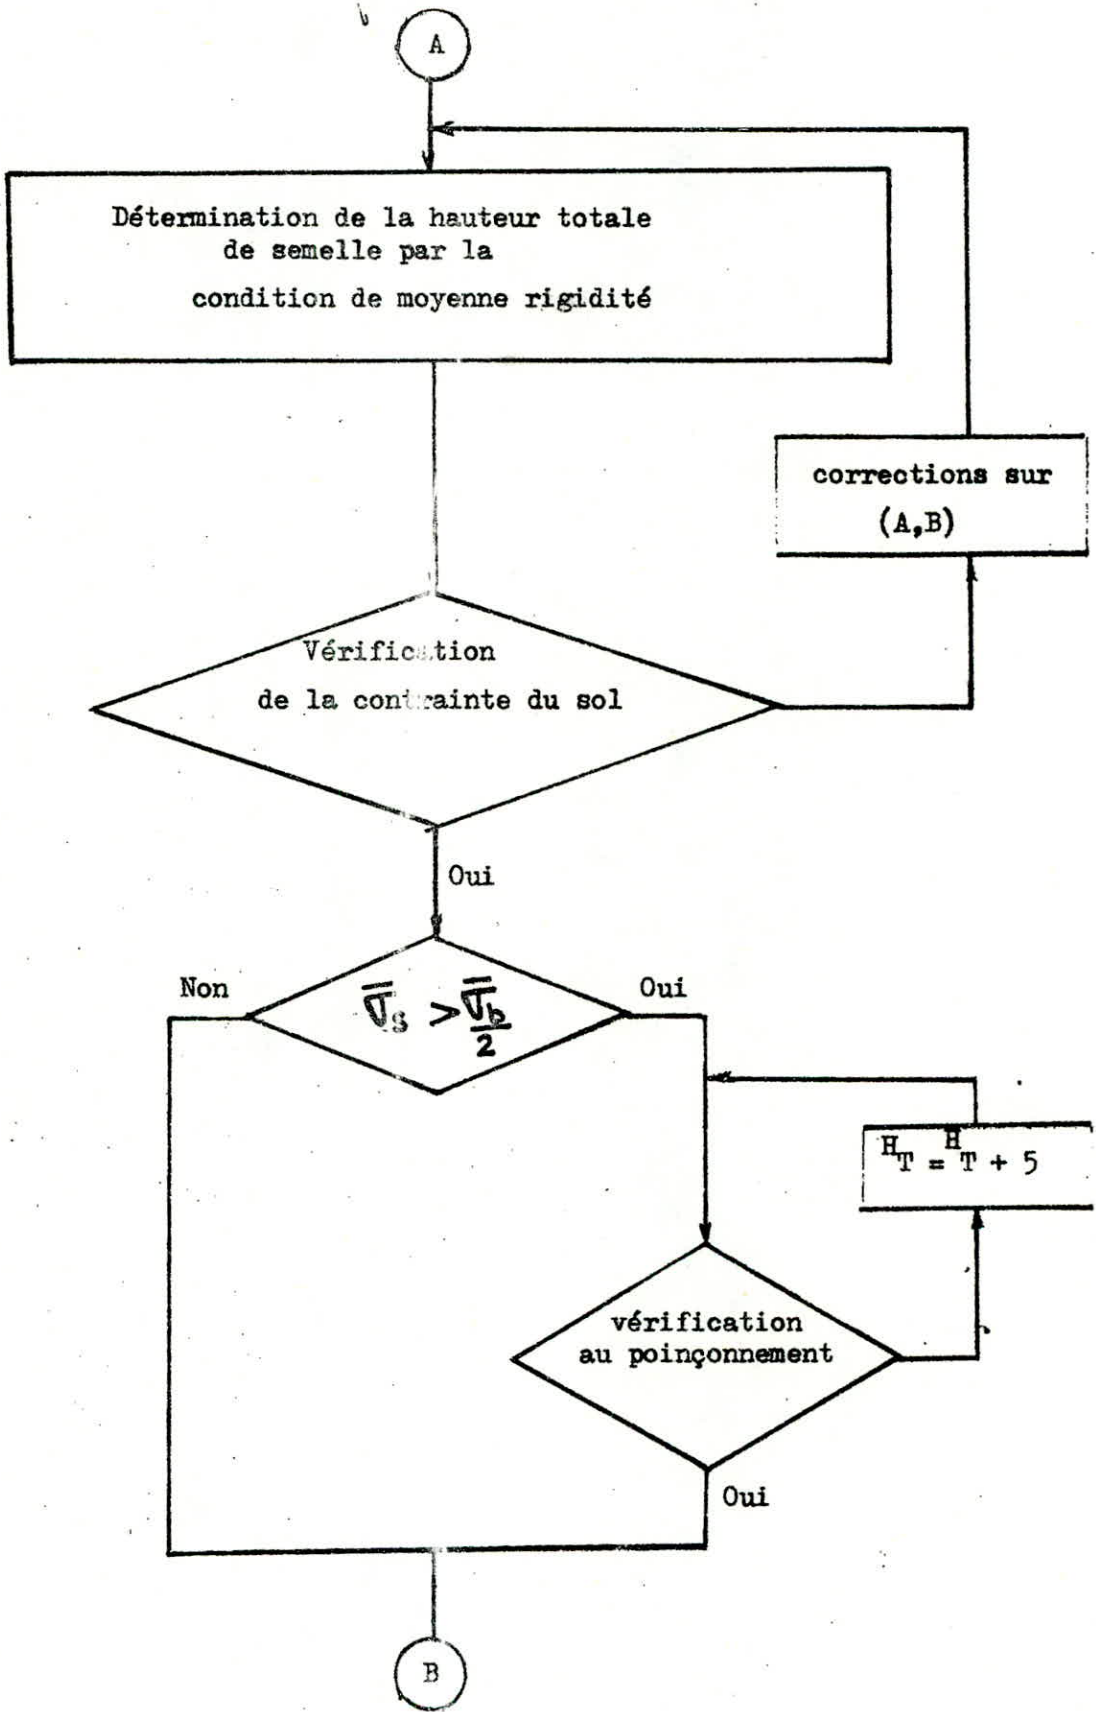 A
Détermination de la hauteur totale
de semelle par la
condition de moyenne rigidité
corrections sur
(A,B)
Vérification
de la contrainte du sol
Oui
Non
σ̿s > σ̿b/2
Oui
HT = HT + 5
vérification
au poinçonnement
Oui
B